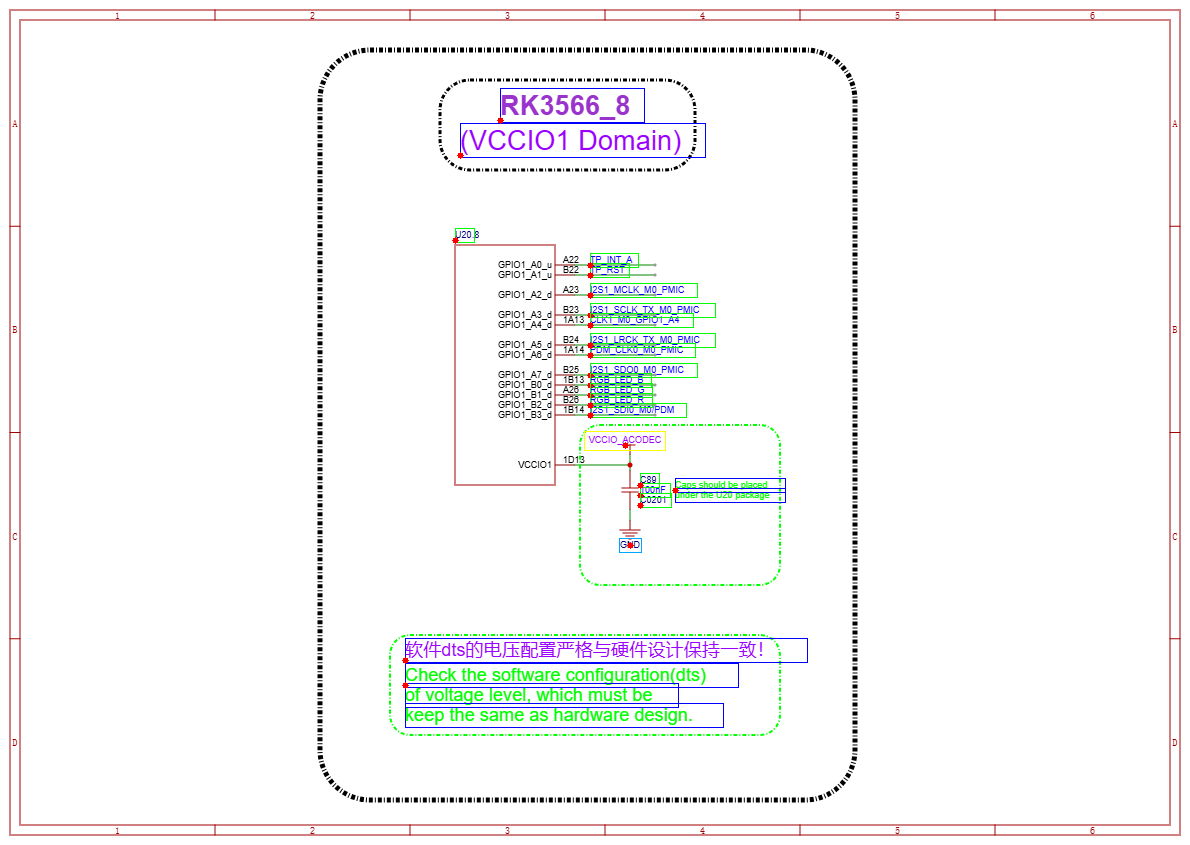 1 2 3 4 5 6
A A
RK3566_8
(VCCIO1 Domain)
B B
U20.8
GPIO1_A0_u A22 TP_INT_A
GPIO1_A1_u B22 TP_RST
GPIO1_A2_d A23 I2S1_MCLK_M0_PMIC
GPIO1_A3_d B23 I2S1_SCLK_TX_M0_PMIC
GPIO1_A4_d 1A13 CLKT_M0_GPIO1_A4
GPIO1_A5_d B24 I2S1_LRCK_TX_M0_PMIC
GPIO1_A6_d 1A14 PDM_CLK0_M0_PMIC
GPIO1_A7_d B25 I2S1_SDO0_M0_PMIC
GPIO1_B0_d 1B13 RGB_LED_B
GPIO1_B1_d A26 RGB_LED_G
GPIO1_B2_d B26 RGB_LED_R
GPIO1_B3_d 1B14 I2S1_SDI0_M0/PDM
VCCIO_ACODEC
VCCIO1 1D13
C89
100nF
C0201
Caps should be placed
under the U20 package
C C
GND
软件dts的电压配置严格与硬件设计保持一致！
Check the software configuration(dts)
of voltage level, which must be
keep the same as hardware design.
D D
1 2 3 4 5 6